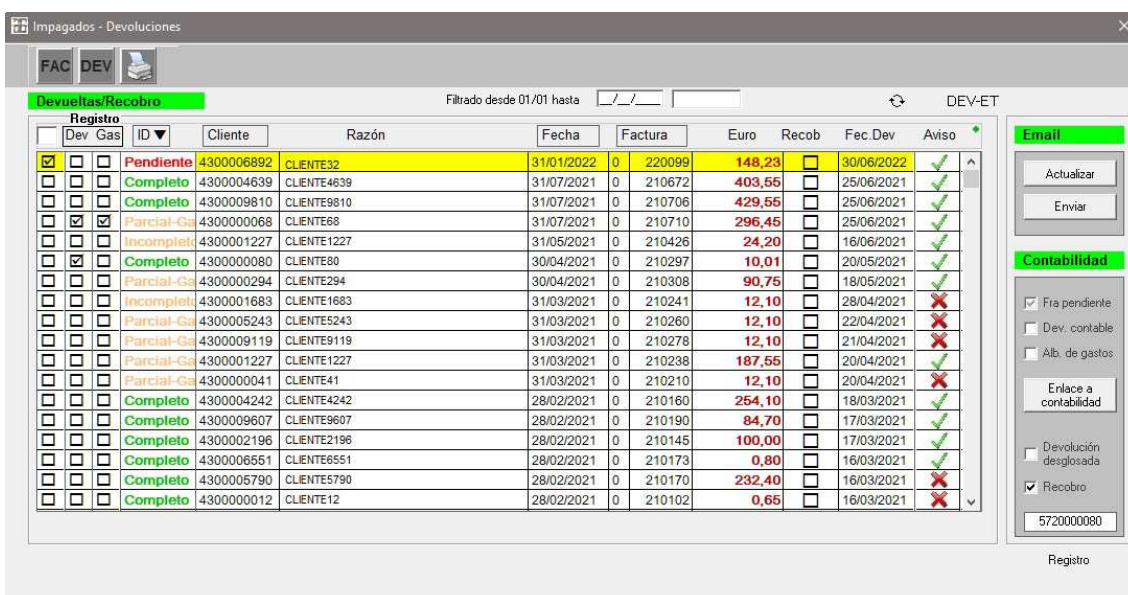 Impagados - Devoluciones
FAC DEV
Devueltas/Recobro Filtrado desde 01/01 hasta __/__/____ DEV-ET
Registro
Dev Gas ID▼ Cliente Razón Fecha Factura Euro Recob Fec.Dev Aviso
Pendiente 4300006892 CLIENTE32 31/01/2022 0 220099 148,23 30/06/2022
Completo 4300004639 CLIENTE4639 31/07/2021 0 210672 403,55 25/06/2021
Completo 4300009810 CLIENTE9810 31/07/2021 0 210706 429,55 25/06/2021
Parcial-Ga 4300000068 CLIENTE68 31/07/2021 0 210710 296,45 25/06/2021
Incompleto 4300001227 CLIENTE1227 31/05/2021 0 210426 24,20 16/06/2021
Completo 4300000080 CLIENTE80 30/04/2021 0 210297 10,01 20/05/2021
Parcial-Ga 4300000294 CLIENTE294 30/04/2021 0 210308 90,75 18/05/2021
Incompleto 4300001683 CLIENTE1683 31/03/2021 0 210241 12,10 28/04/2021
Parcial-Ga 4300005243 CLIENTE5243 31/03/2021 0 210260 12,10 22/04/2021
Parcial-Ga 4300009119 CLIENTE9119 31/03/2021 0 210278 12,10 21/04/2021
Parcial-Ga 4300001227 CLIENTE1227 31/03/2021 0 210238 187,55 20/04/2021
Parcial-Ga 4300000041 CLIENTE41 31/03/2021 0 210210 12,10 20/04/2021
Completo 4300004242 CLIENTE4242 28/02/2021 0 210160 254,10 18/03/2021
Completo 4300009607 CLIENTE9607 28/02/2021 0 210190 84,70 17/03/2021
Completo 4300002196 CLIENTE2196 28/02/2021 0 210145 100,00 17/03/2021
Completo 4300006551 CLIENTE6551 28/02/2021 0 210173 0,80 16/03/2021
Completo 4300005790 CLIENTE5790 28/02/2021 0 210170 232,40 16/03/2021
Completo 4300000012 CLIENTE12 28/02/2021 0 210102 0,65 16/03/2021
Email
Actualizar
Enviar
Contabilidad
Fra pendiente
Dev. contable
Alb. de gastos
Enlace a
contabilidad
Devolución
desglosada
Recobro
5720000080
Registro